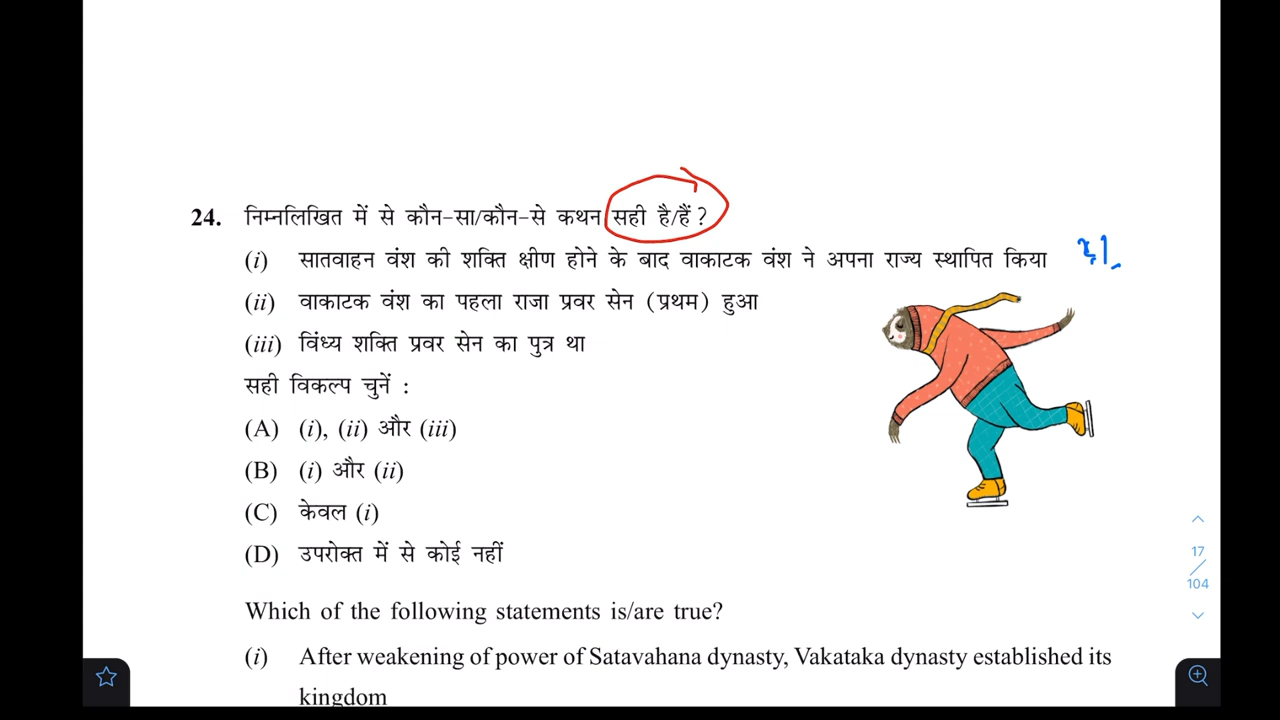 24. निम्नलिखित में से कौन-सा/कौन-से कथन सही है/हैं ?
(i) सातवाहन वंश की शक्ति क्षीण होने के बाद वाकाटक वंश ने अपना राज्य स्थापित किया
(ii) वाकाटक वंश का पहला राजा प्रवर सेन (प्रथम) हुआ
(iii) विंध्य शक्ति प्रवर सेन का पुत्र था
सही विकल्प चुनें :
(A) (i), (ii) और (iii)
(B) (i) और (ii)
(C) केवल (i)
(D) उपरोक्त में से कोई नहीं
17
104
Which of the following statements is/are true?
(i) After weakening of power of Satavahana dynasty, Vakataka dynasty established its
kingdom